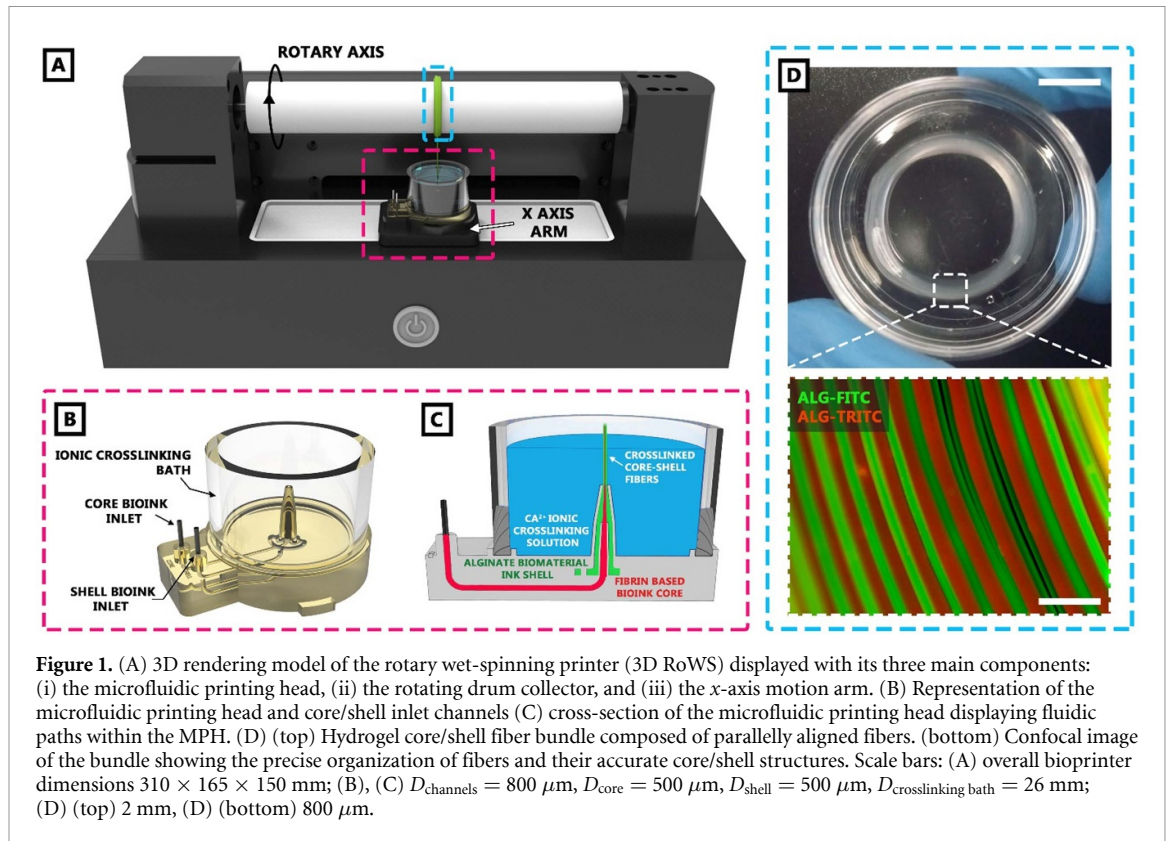 A
ROTARY AXIS
X AXIS
ARM
B
IONIC CROSSLINKING
BATH
CORE BIOINK
INLET
SHELL BIOINK
INLET
C
CROSSLINKED
CORE-SHELL
FIBERS
CA²⁺ IONIC
CROSSLINKING
SOLUTION
ALGINATE BIOMATERIAL
INK SHELL
FIBRIN BASED
BIOINK CORE
D
ALG-FITC
ALG-TRITC
Figure 1. (A) 3D rendering model of the rotary wet-spinning printer (3D RoWS) displayed with its three main components:
(i) the microfluidic printing head, (ii) the rotating drum collector, and (iii) the x-axis motion arm. (B) Representation of the
microfluidic printing head and core/shell inlet channels (C) cross-section of the microfluidic printing head displaying fluidic
paths within the MPH. (D) (top) Hydrogel core/shell fiber bundle composed of parallelly aligned fibers. (bottom) Confocal image
of the bundle showing the precise organization of fibers and their accurate core/shell structures. Scale bars: (A) overall bioprinter
dimensions 310 × 165 × 150 mm; (B), (C) D_channels = 800 μm, D_core = 500 μm, D_shell = 500 μm, D_crosslinking bath = 26 mm;
(D) (top) 2 mm, (D) (bottom) 800 μm.